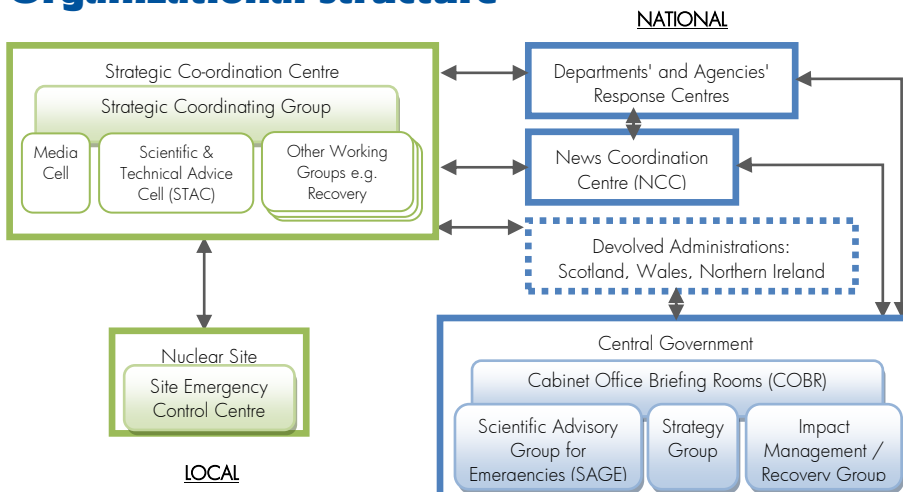 Organizational structure
NATIONAL
Strategic Co-ordination Centre
Strategic Coordinating Group
Media
Cell
Scientific &
Technical Advice
Cell (STAC)
Other Working
Groups e.g.
Recovery
Departments' and Agencies'
Response Centres
News Coordination
Centre (NCC)
Devolved Administrations:
Scotland, Wales, Northern Ireland
Nuclear Site
Site Emergency
Control Centre
LOCAL
Central Government
Cabinet Office Briefing Rooms (COBR)
Scientific Advisory
Group for
Emergencies (SAGE)
Strategy
Group
Impact
Management /
Recovery Group